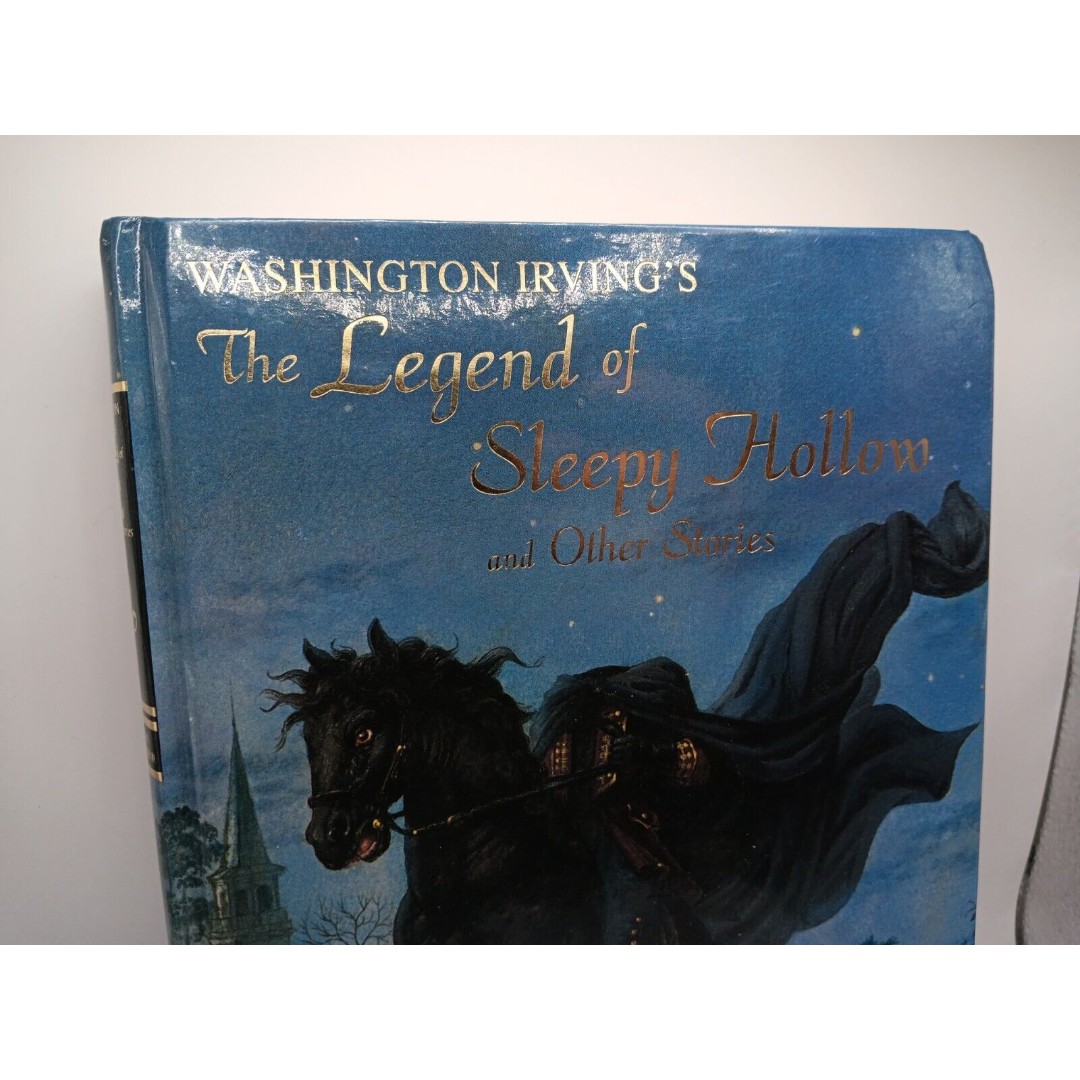 WASHINGTON IRVING'S
The Legend of
Sleepy Hollow
and Other Stories